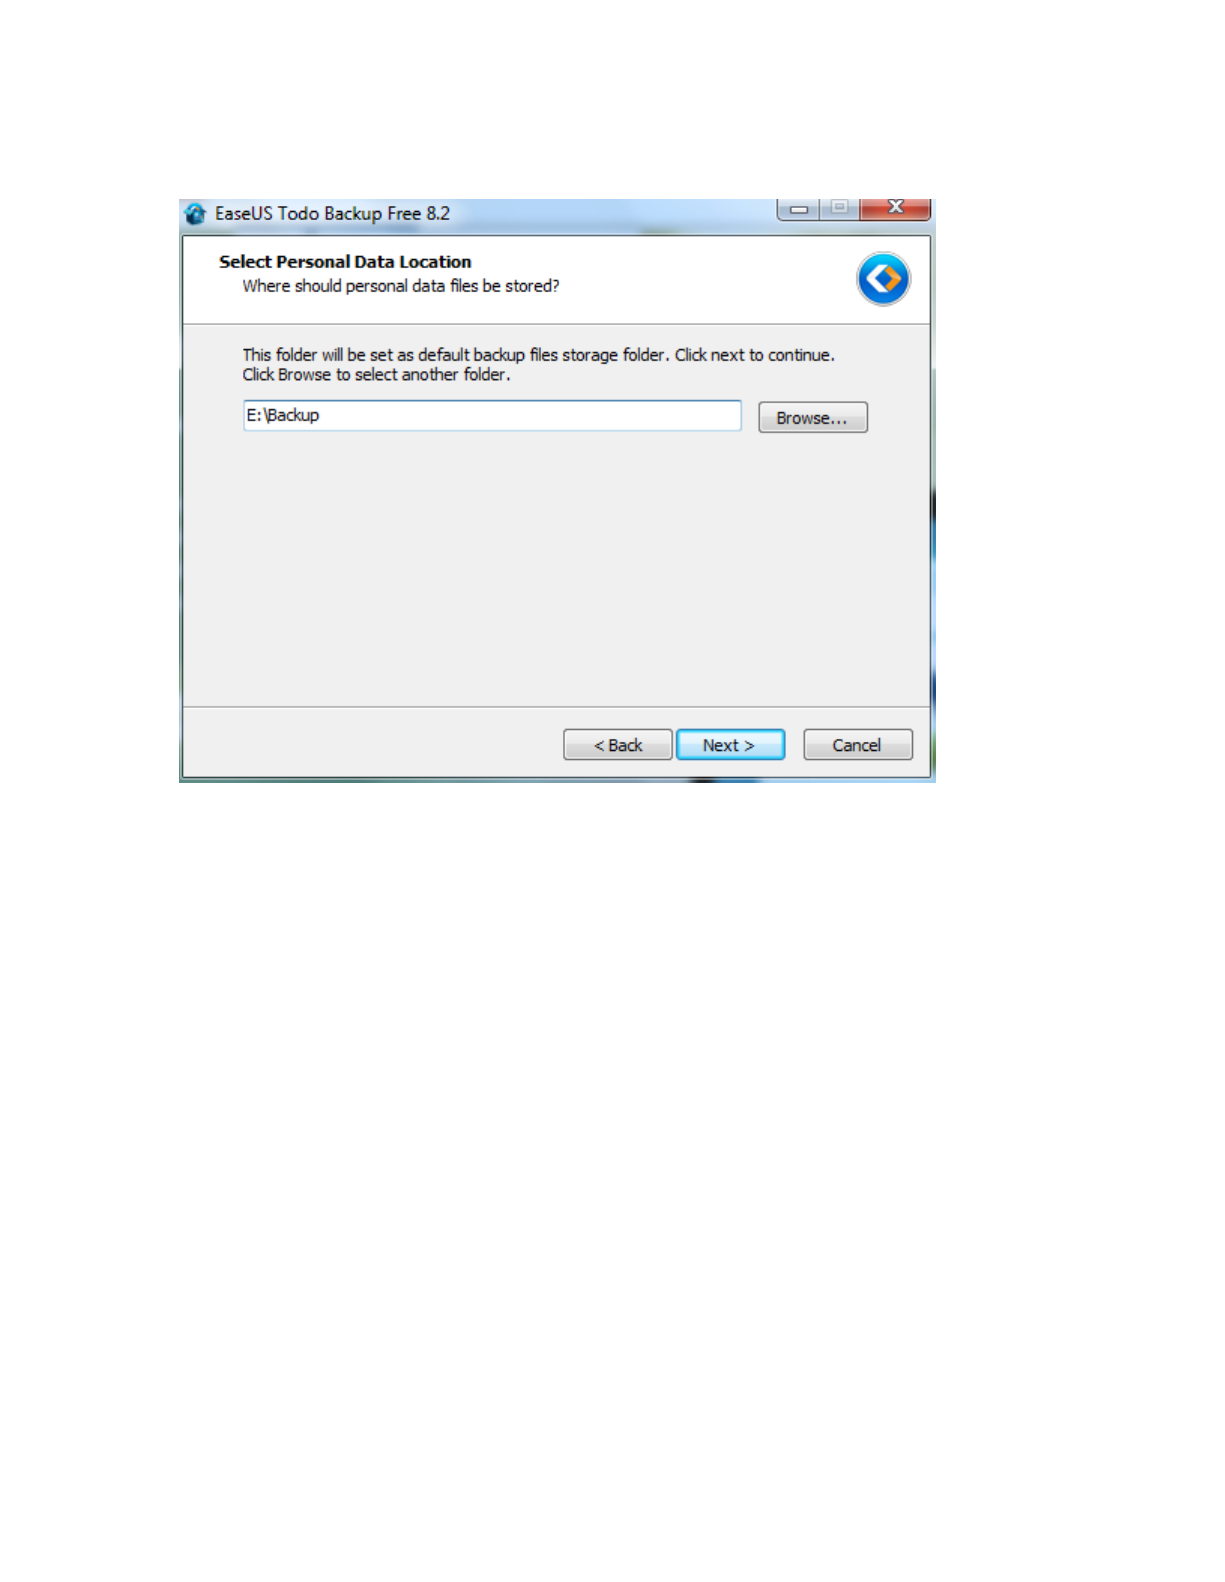 EaseUS Todo Backup Free 8.2
Select Personal Data Location
Where should personal data files be stored?
This folder will be set as default backup files storage folder. Click next to continue.
Click Browse to select another folder.
E:\Backup
Browse...
< Back
Next >
Cancel